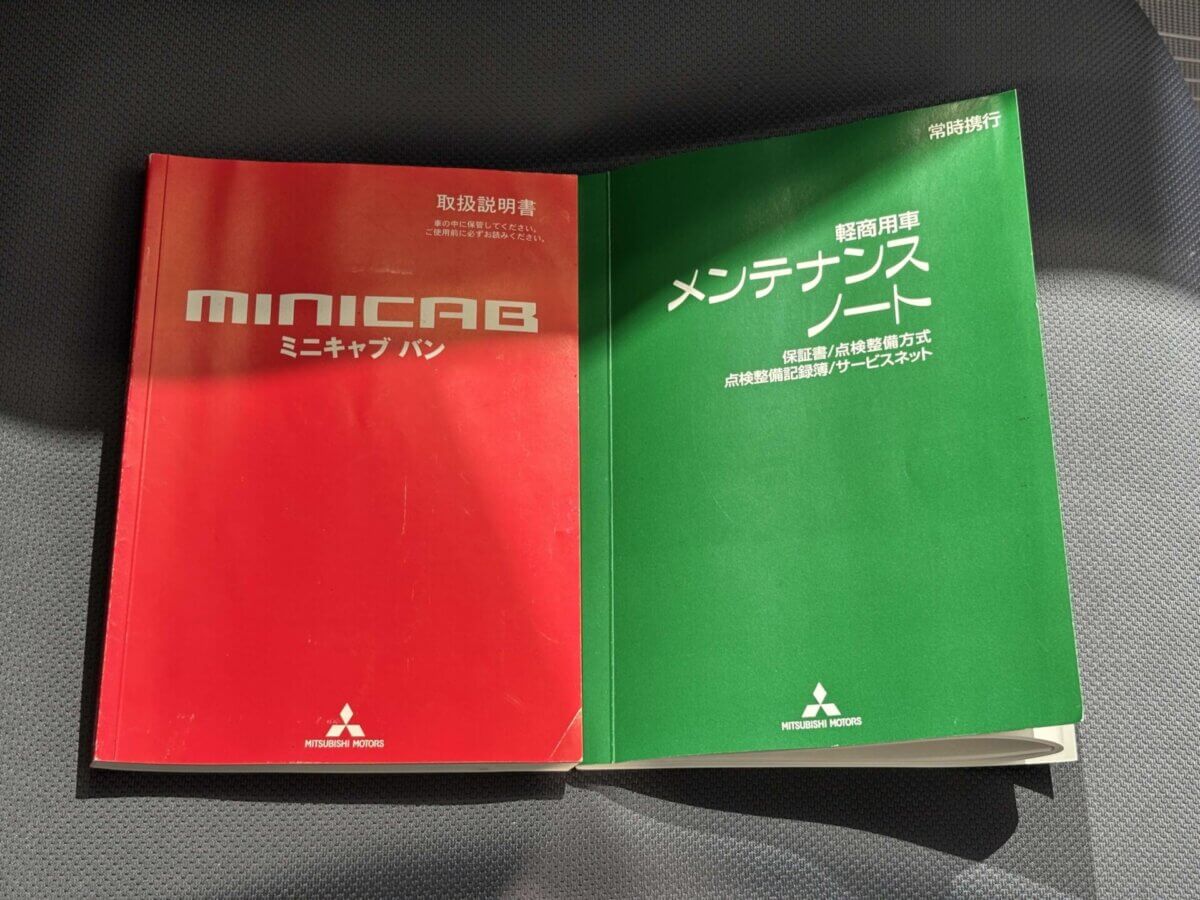 取扱説明書
車の中に保管してください。
ご使用前に必ずお読みください。
MINICAB
ミニキャブ バン
MITSUBISHI MOTORS
常時携行
軽商用車
メンテナンス
ノート
保証書/点検整備方式
点検整備記録簿/サービスネット
MITSUBISHI MOTORS